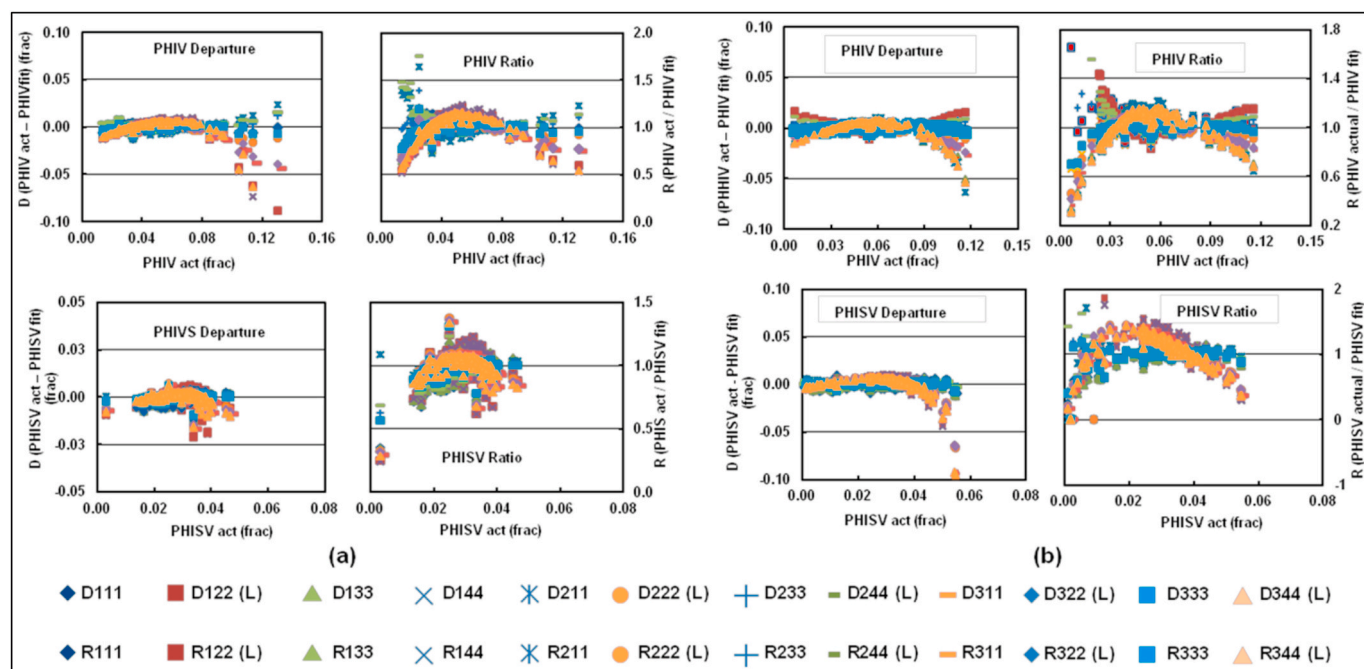 D (PHIV act – PHIVfit) (frac)
0.10
0.05
0.00
-0.05
-0.10
PHIV Departure
0.00 0.04 0.08 0.12 0.16
PHIV act (frac)
PHIV Ratio
2.0
1.5
1.0
0.5
0.0
R (PHIV act / PHIV fit)
0.00 0.04 0.08 0.12 0.16
PHIV act (frac)
D (PHHIV act – PHIV fit) (frac)
0.10
0.05
0.00
-0.05
-0.10
PHIV Departure
0.00 0.03 0.06 0.09 0.12 0.15
PHIV act (frac)
PHIV Ratio
1.8
1.4
1.0
0.6
0.2
R (PHIV actual / PHIV fit)
0.00 0.03 0.06 0.09 0.12 0.15
PHIV act (frac)
D (PHISV act – PHISV fit)
(frac)
0.05
0.03
0.00
-0.03
-0.05
PHIVS Departure
0.00 0.02 0.04 0.06 0.08
PHISV act (frac)
PHISV Ratio
1.5
1.0
0.5
0.0
R (PHIS act / PHISV fit)
0.00 0.02 0.04 0.06 0.08
PHISV act (frac)
D (PHISV act - PHISV fit)
(frac)
0.10
0.05
0.00
-0.05
-0.10
PHISV Departure
0.00 0.02 0.04 0.06 0.08
PHISV act (frac)
PHISV Ratio
2
1
0
-1
R (PHISV actual / PHISV fit)
0.00 0.02 0.04 0.06 0.08
PHISV act (frac)
(a)
(b)
D111 D122 (L) D133 D144 D211 D222 (L) D233 D244 (L) D311 D322 (L) D333 D344 (L)
R111 R122 (L) R133 R144 R211 R222 (L) R233 R244 (L) R311 R322 (L) R333 R344 (L)